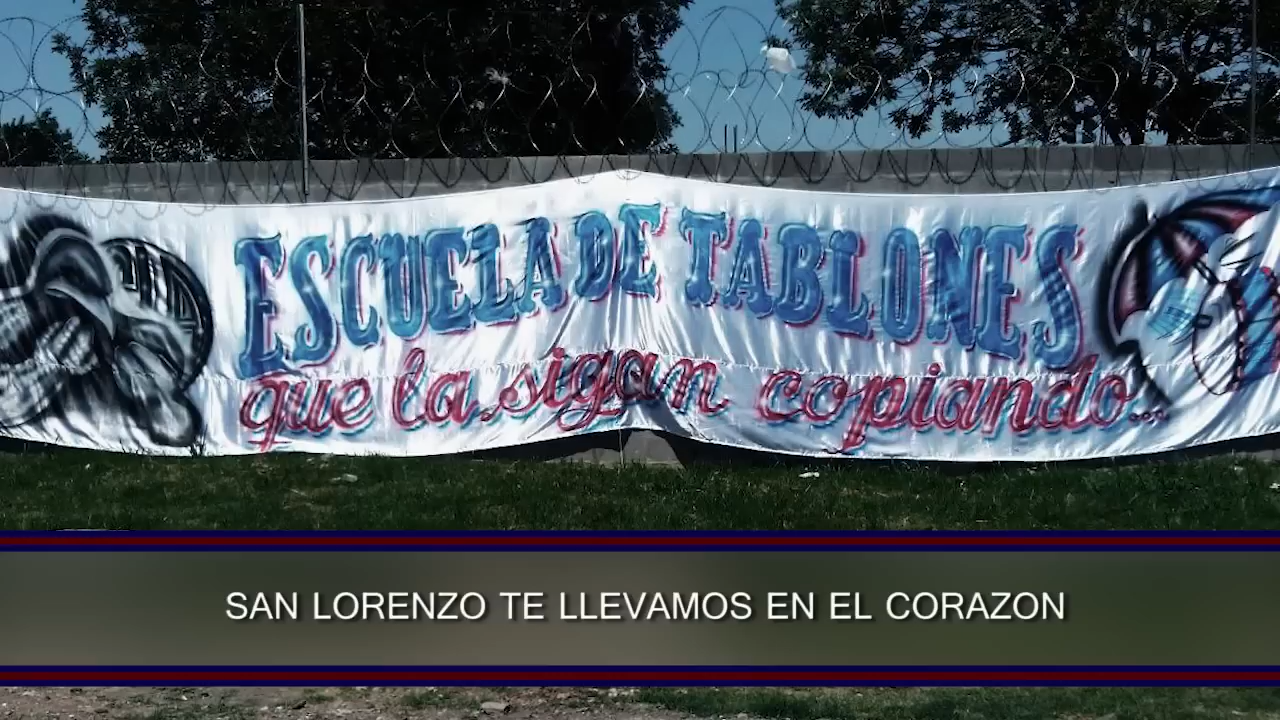 ESCUELA DE TABLONES
que la sigan copiando...
SAN LORENZO TE LLEVAMOS EN EL CORAZON